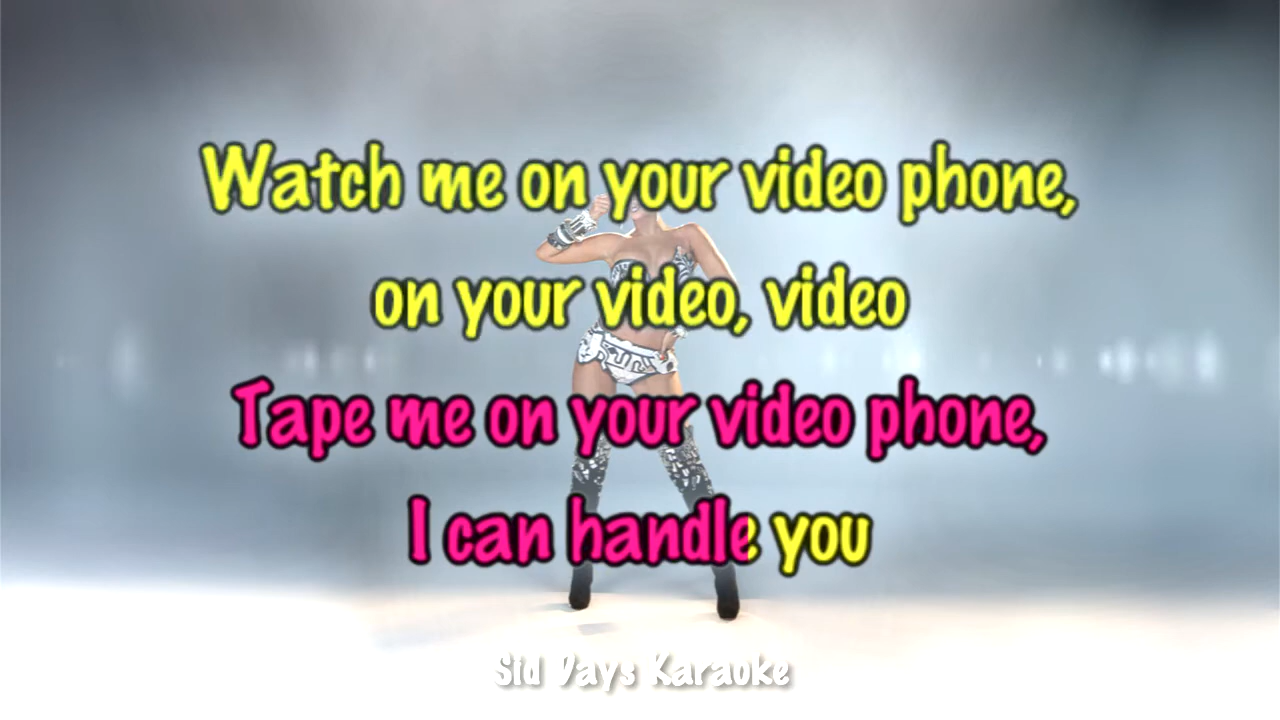 Watch me on your video phone,
on your video, video
Tape me on your video phone,
I can handle you
Sid Days Karaoke